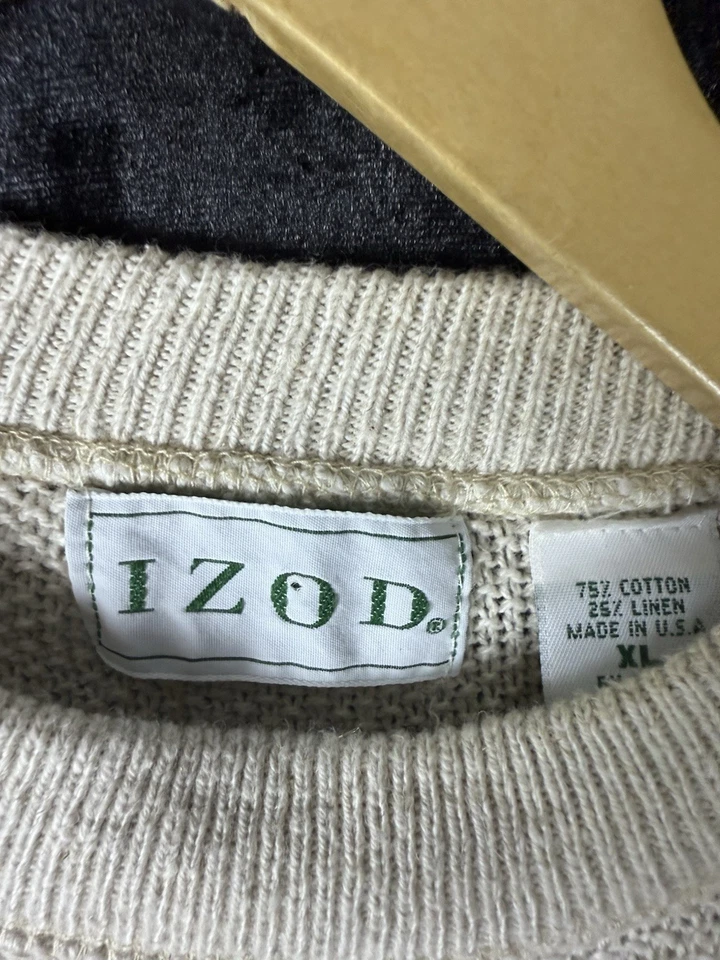 IZOD®
75% COTTON
25% LINEN
MADE IN U.S.A
XL